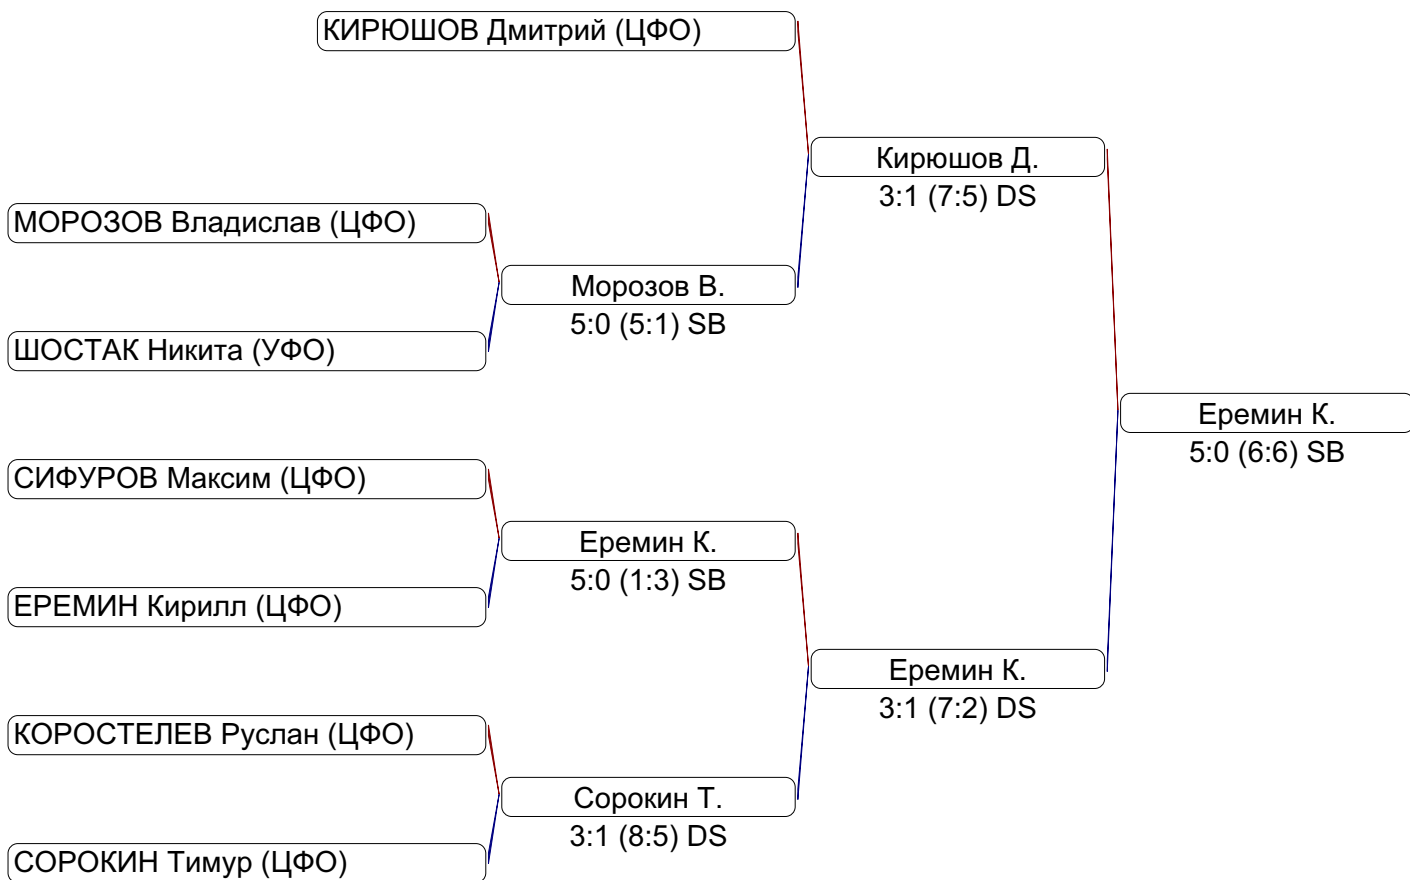 КИРЮШОВ Дмитрий (ЦФО)
Кирюшов Д.
3:1 (7:5) DS
МОРОЗОВ Владислав (ЦФО)
Морозов В.
5:0 (5:1) SB
ШОСТАК Никита (УФО)
Еремин К.
5:0 (6:6) SB
СИФУРОВ Максим (ЦФО)
Еремин К.
5:0 (1:3) SB
ЕРЕМИН Кирилл (ЦФО)
Еремин К.
3:1 (7:2) DS
КОРОСТЕЛЕВ Руслан (ЦФО)
Сорокин Т.
3:1 (8:5) DS
СОРОКИН Тимур (ЦФО)